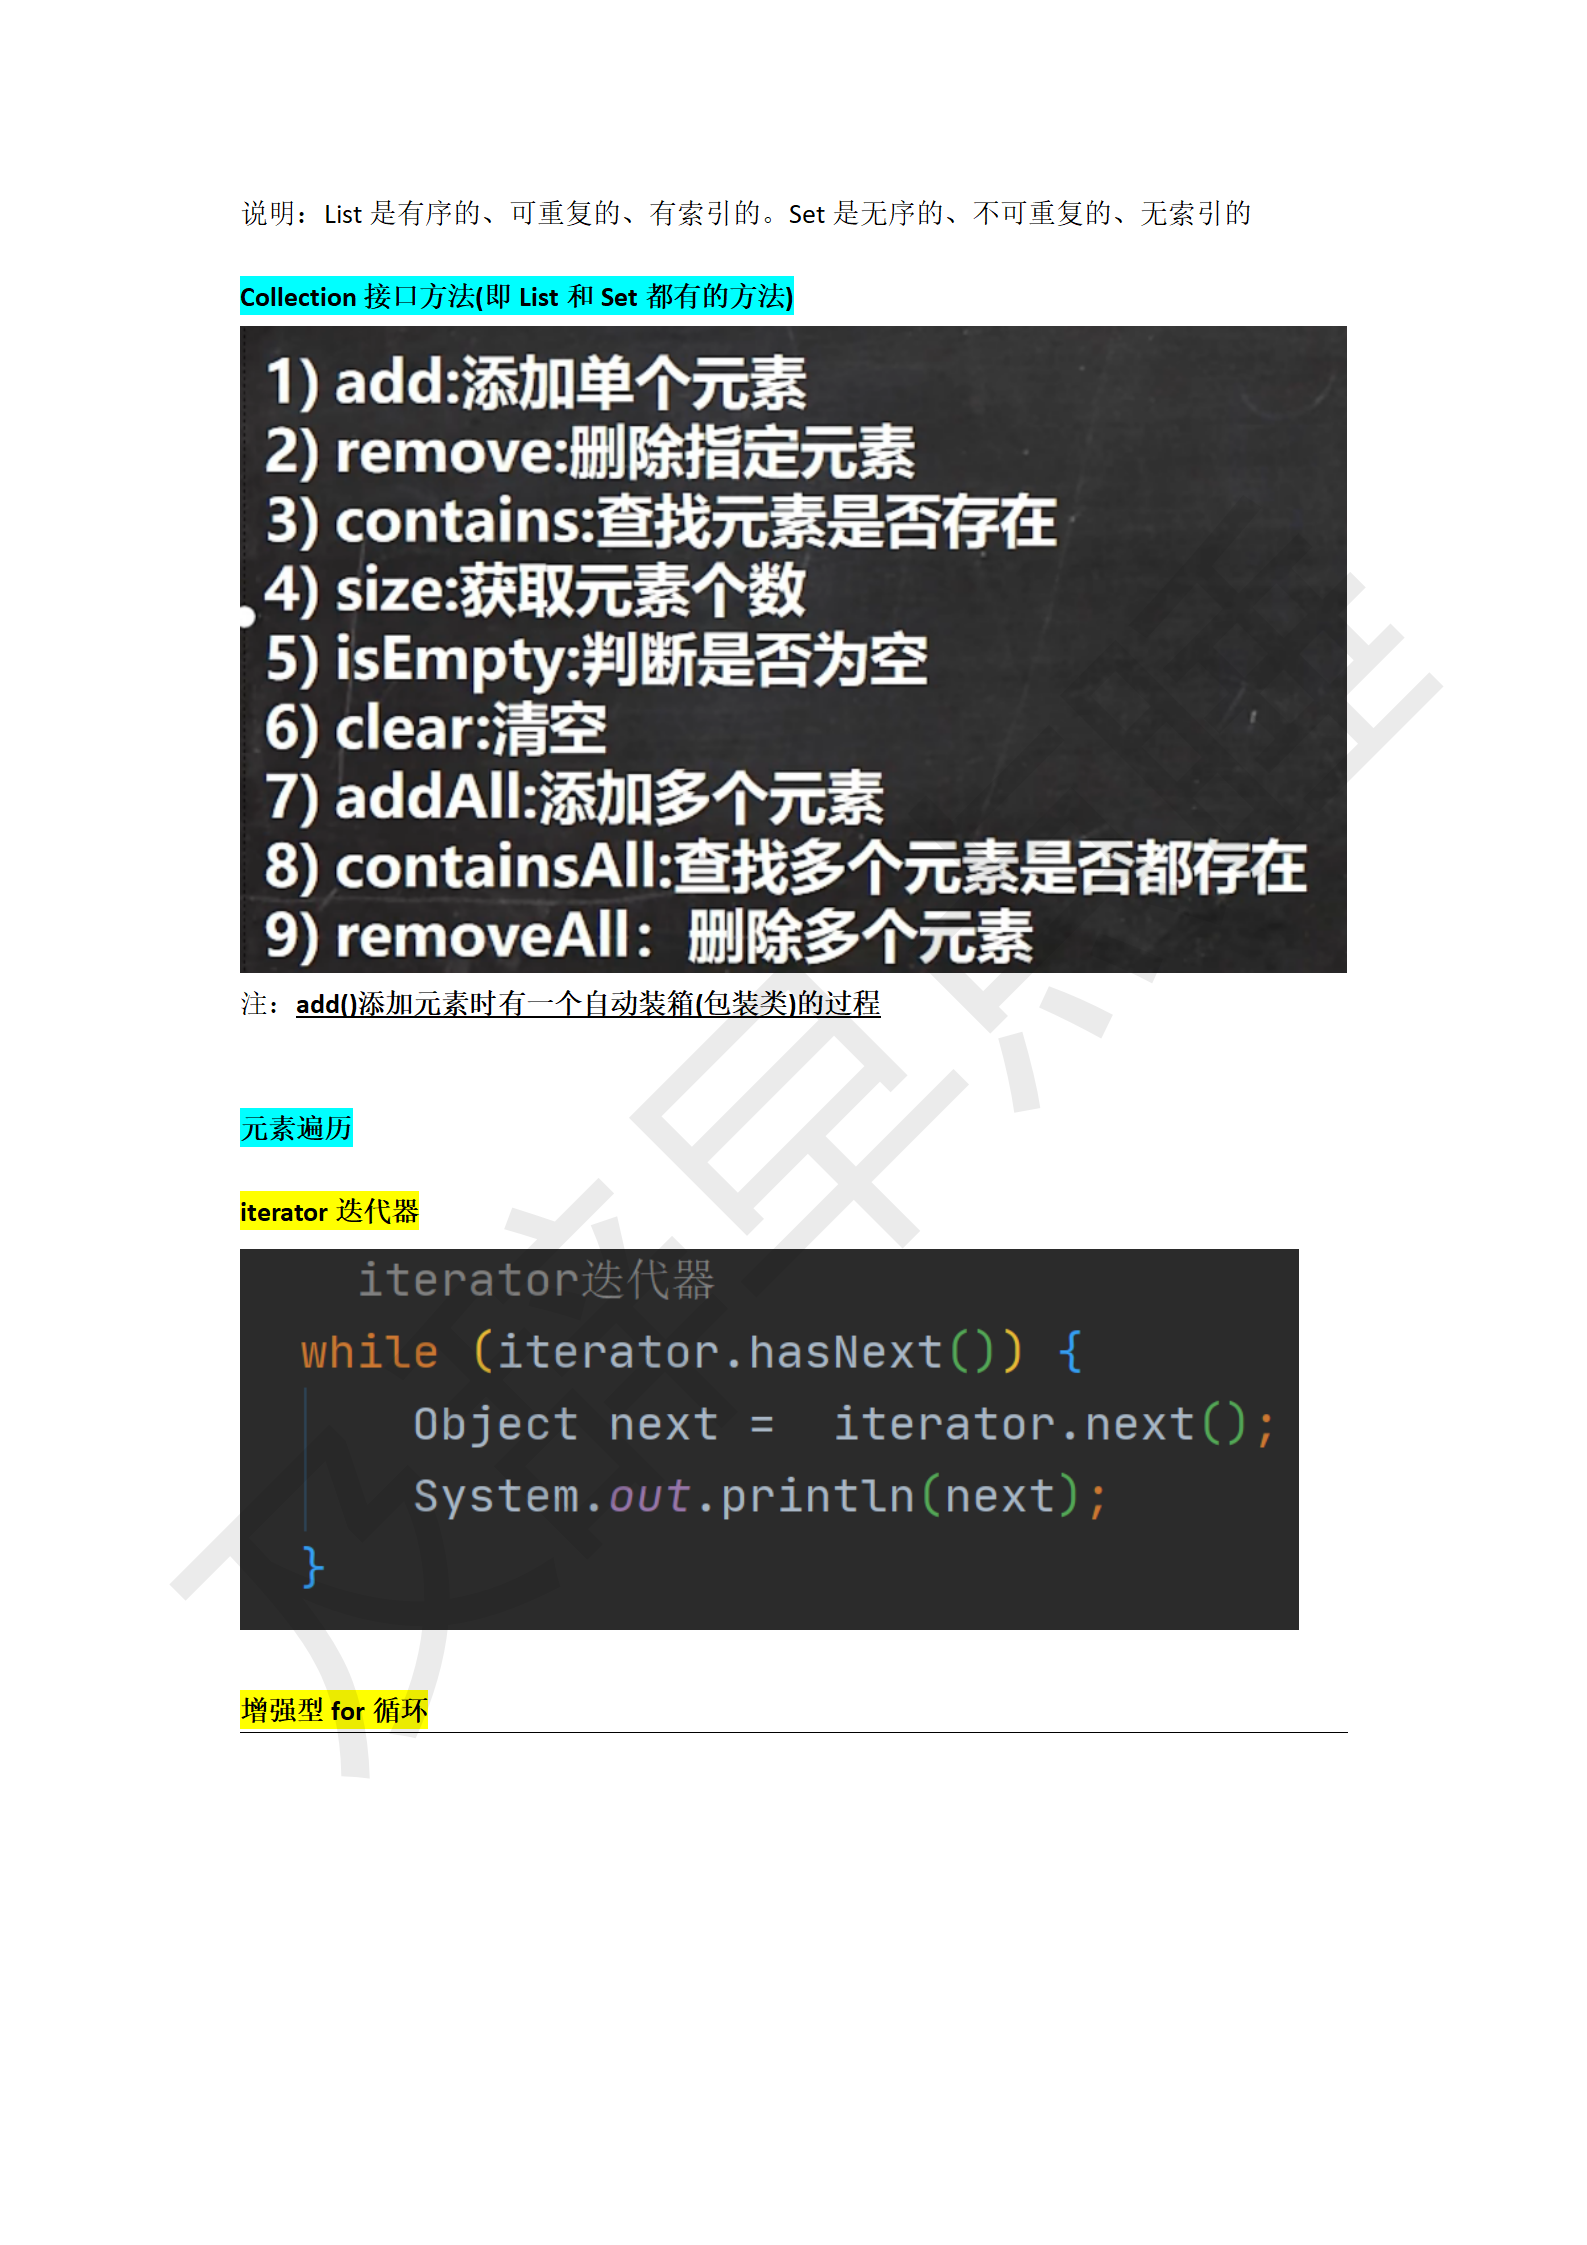 说明：List 是有序的、可重复的、有索引的。Set 是无序的、不可重复的、无索引的
Collection 接口方法(即 List 和 Set 都有的方法)
1) add:添加单个元素
2) remove:删除指定元素
3) contains:查找元素是否存在
4) size:获取元素个数
5) isEmpty:判断是否为空
6) clear:清空
7) addAll:添加多个元素
8) containsAll:查找多个元素是否都存在
9) removeAll：删除多个元素
注：add()添加元素时有一个自动装箱(包装类)的过程
元素遍历
iterator 迭代器
iterator迭代器
while (iterator.hasNext()) {
Object next =  iterator.next();
System.out.println(next);
}
增强型 for 循环